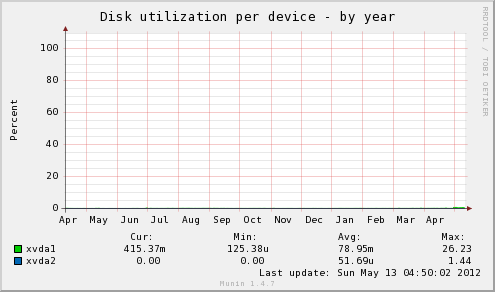 Disk utilization per device - by year
RRDTOOL / TOBI OETIKER
Percent
100
80
60
40
20
0
Apr May Jun Jul Aug Sep Oct Nov Dec Jan Feb Mar Apr
Cur: Min: Avg: Max:
xvda1 415.37m 125.38u 78.95m 26.23
xvda2 0.00 0.00 51.69u 1.44
Last update: Sun May 13 04:50:02 2012
Munin 1.4.7